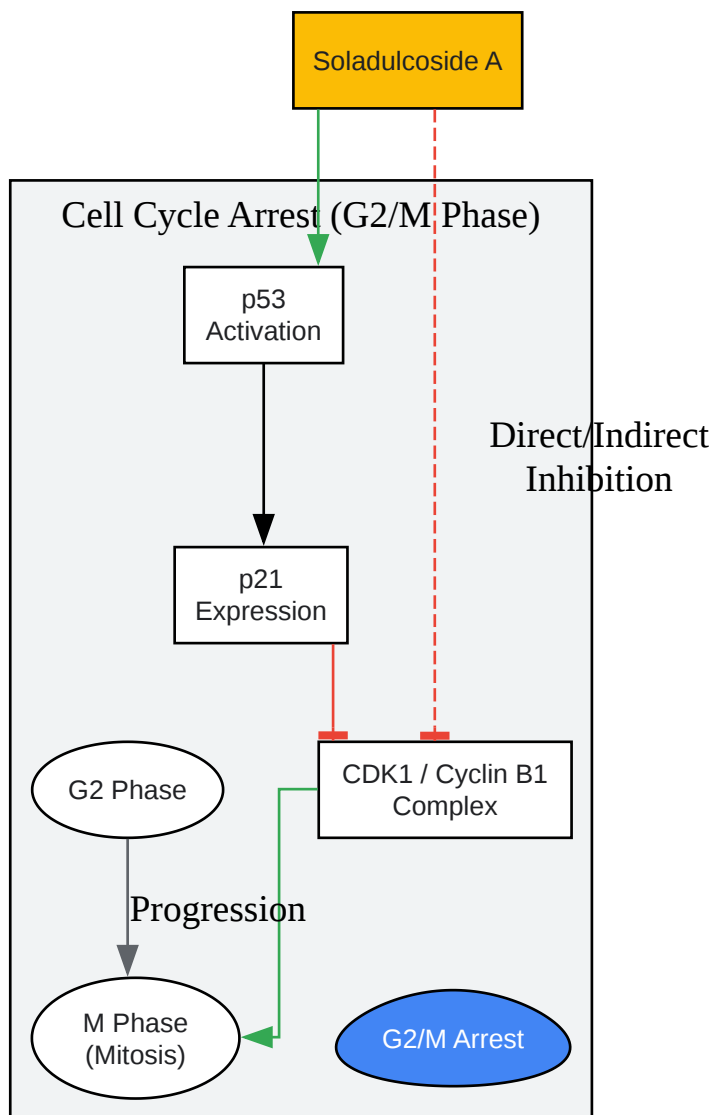 Soladulcoside A
Cell Cycle Arrest (G2/M Phase)
p53
Activation
Direct/Indirect
Inhibition
p21
Expression
G2 Phase
CDK1 / Cyclin B1
Complex
Progression
M Phase
(Mitosis)
G2/M Arrest